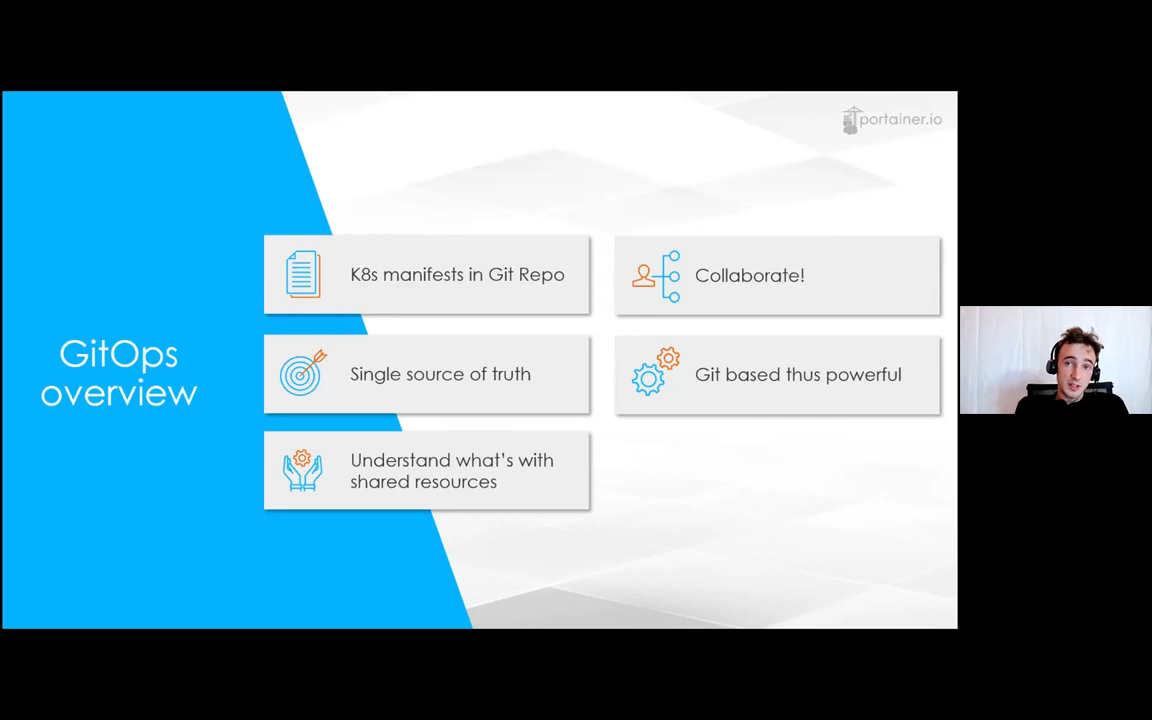 portainer.io
GitOps
overview
K8s manifests in Git Repo
Single source of truth
Understand what's with
shared resources
Collaborate!
Git based thus powerful